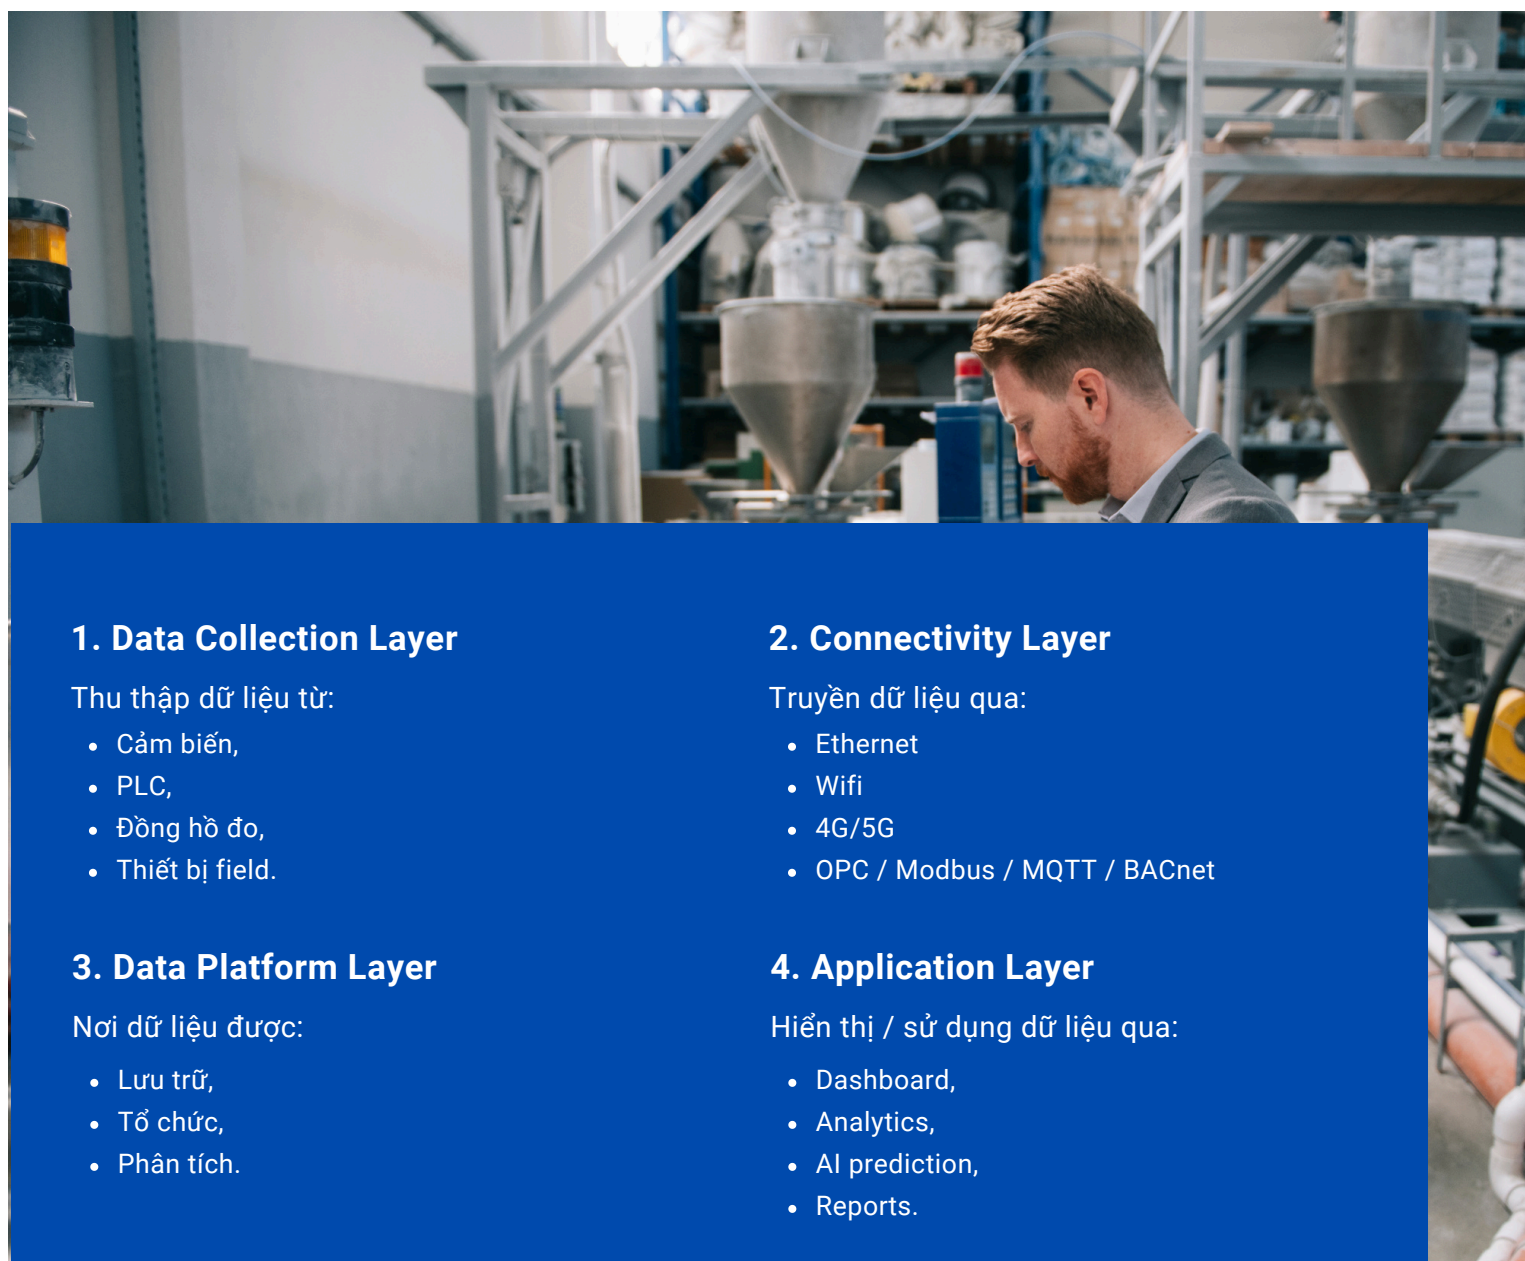 1. Data Collection Layer
Thu thập dữ liệu từ:
• Cảm biến,
• PLC,
• Đồng hồ đo,
• Thiết bị field.
2. Connectivity Layer
Truyền dữ liệu qua:
• Ethernet
• Wifi
• 4G/5G
• OPC / Modbus / MQTT / BACnet
3. Data Platform Layer
Nơi dữ liệu được:
• Lưu trữ,
• Tổ chức,
• Phân tích.
4. Application Layer
Hiển thị / sử dụng dữ liệu qua:
• Dashboard,
• Analytics,
• AI prediction,
• Reports.